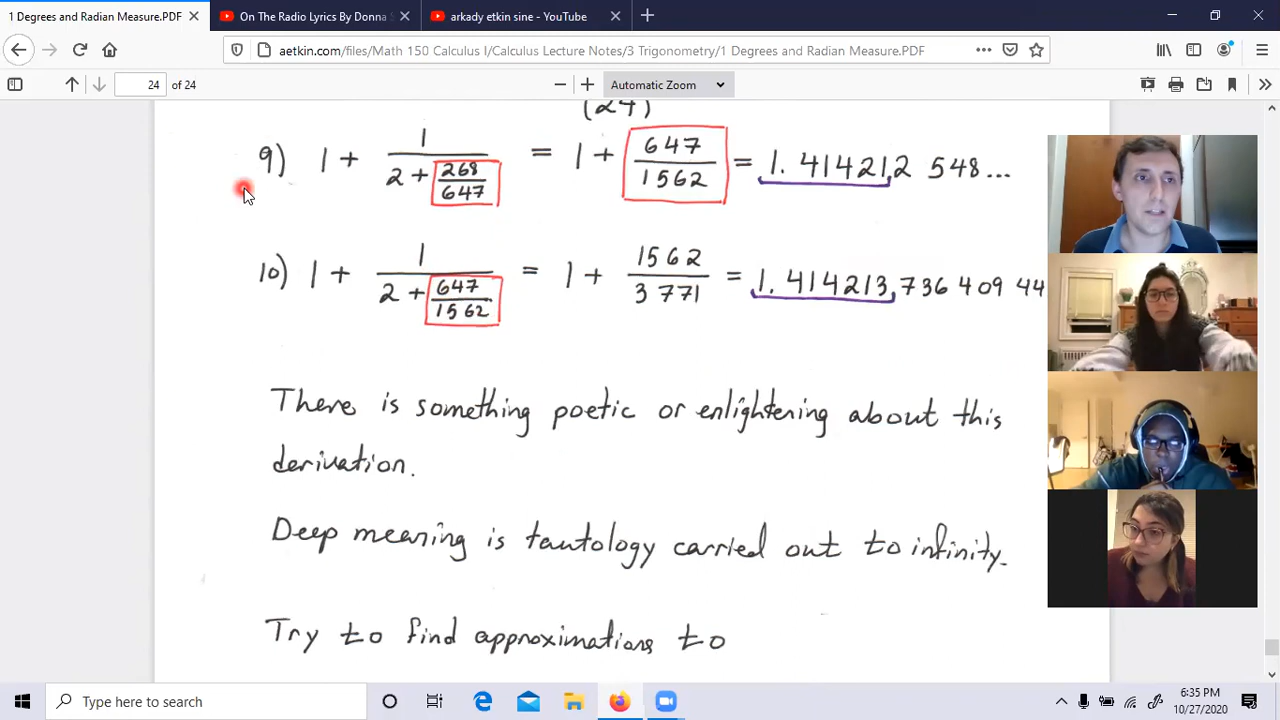 1 Degrees and Radian Measure.PDF × On The Radio Lyrics By Donna × arkady etkin sine - YouTube ×
aetkin.com/files/Math 150 Calculus I/Calculus Lecture Notes/3 Trigonometry/1 Degrees and Radian Measure.PDF
24 of 24 Automatic Zoom
(24)
9) 1 + 1/(2 + 268/647) = 1 + 647/1562 = 1.414212 548...
10) 1 + 1/(2 + 647/1562) = 1 + 1562/3771 = 1.414213,736 409 44
There is something poetic or enlightening about this
derivation.
Deep meaning is tautology carried out to infinity.
Try to find approximations to
Type here to search
6:35 PM
10/27/2020